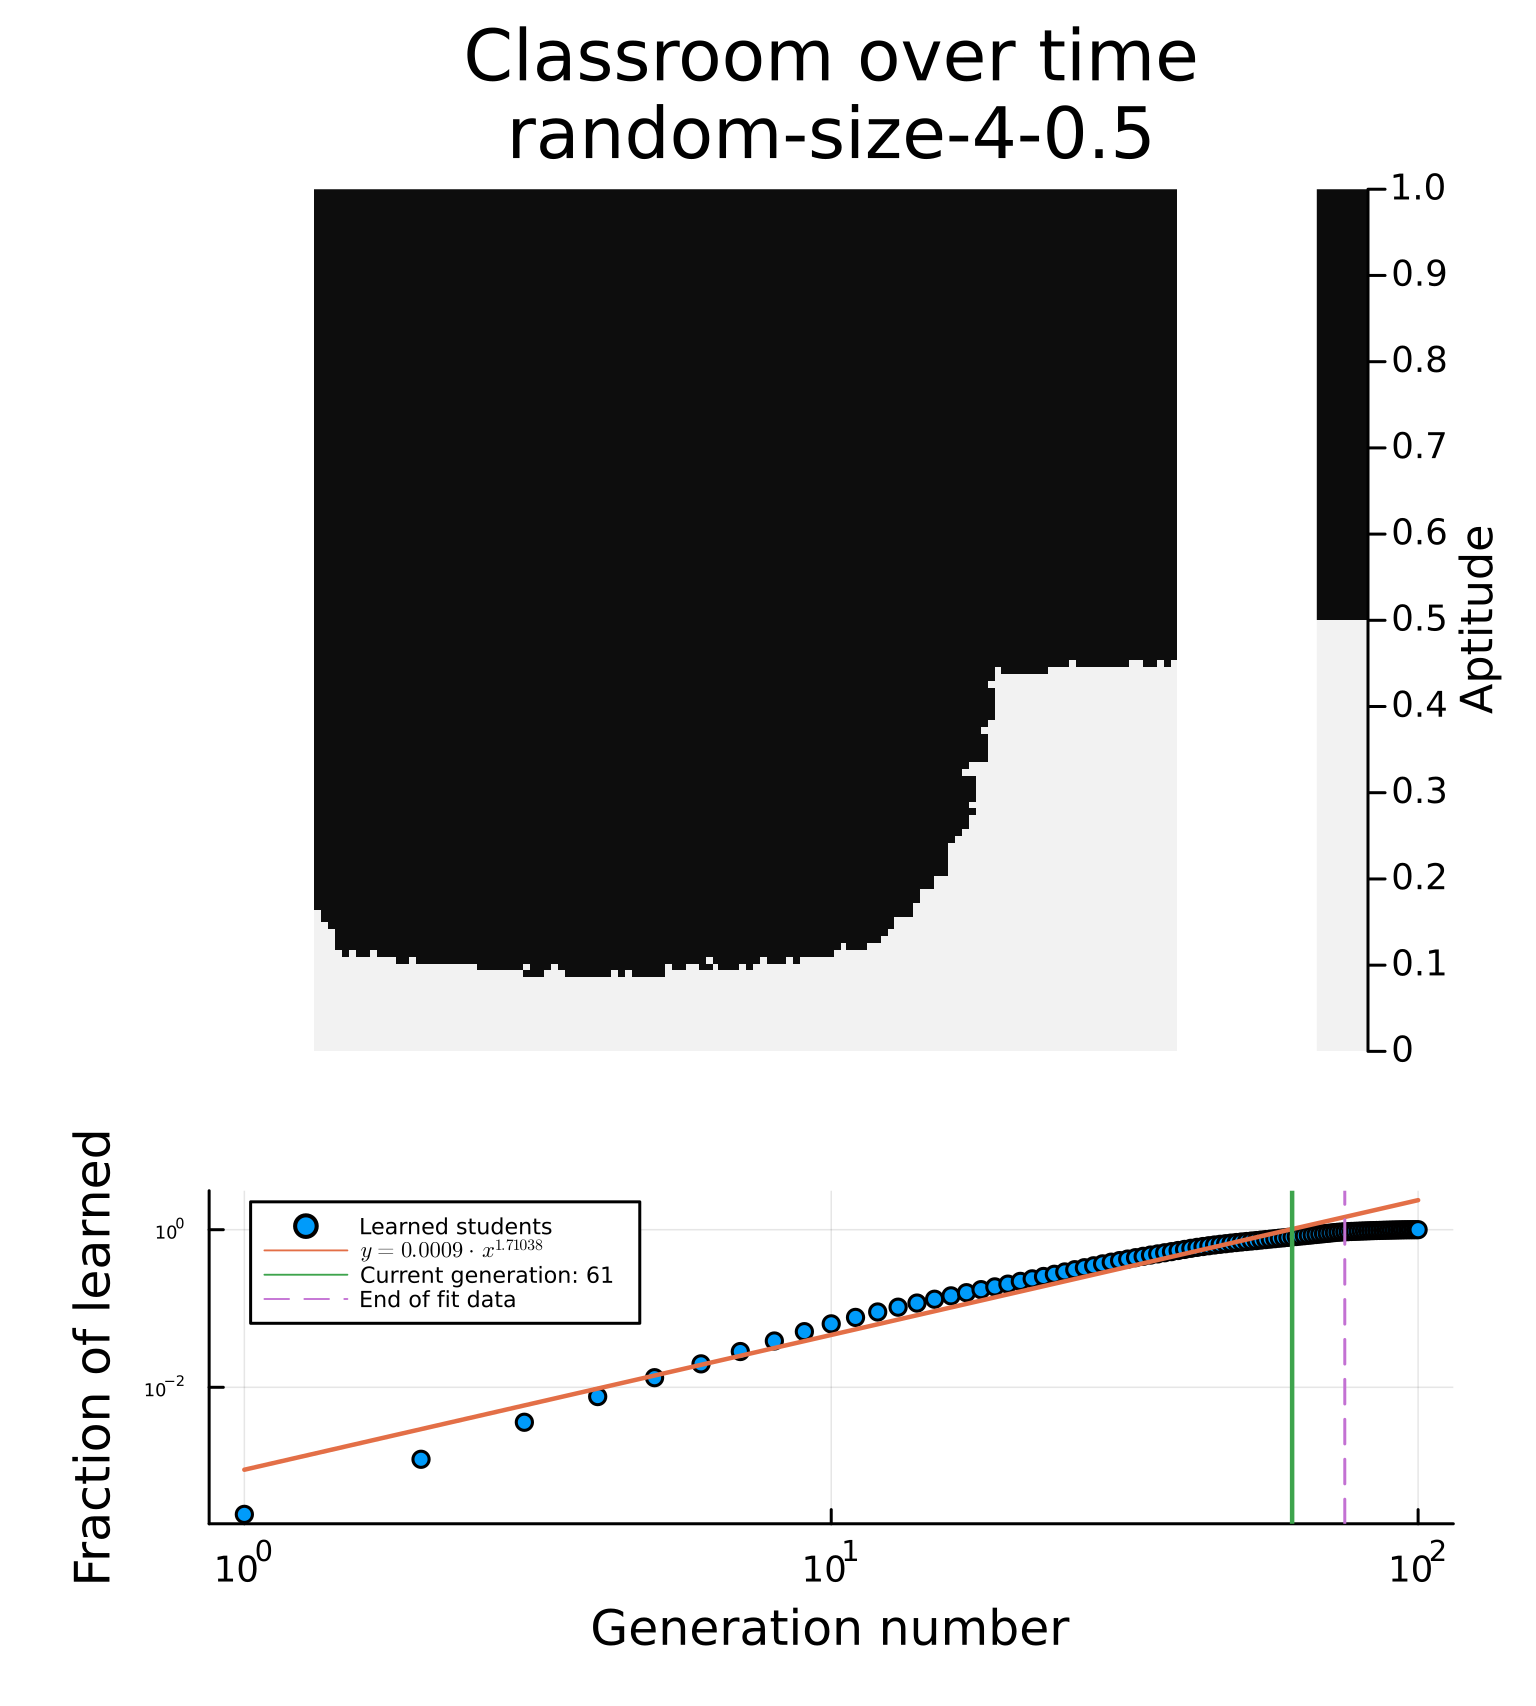 Classroom over time
random-size-4-0.5
1.0
0.9
0.8
0.7
0.6
0.5
0.4
0.3
0.2
0.1
0
Aptitude
Fraction of learned
10^0
10^-2
Learned students
y = 0.0009 · x^1.71038
Current generation: 61
End of fit data
10^0
10^1
10^2
Generation number